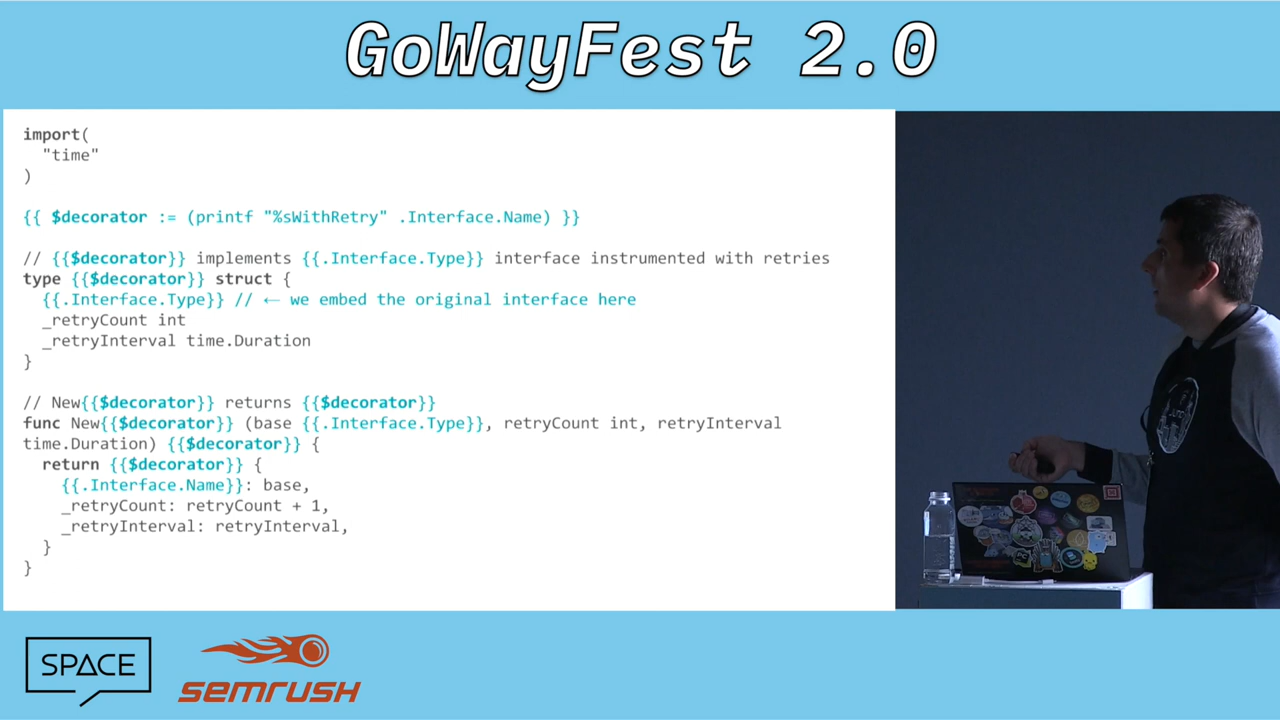 GoWayFest 2.0
import(
"time"
)
{{ $decorator := (printf "%sWithRetry" .Interface.Name) }}
// {{$decorator}} implements {{.Interface.Type}} interface instrumented with retries
type {{$decorator}} struct {
{{.Interface.Type}} // ← we embed the original interface here
_retryCount int
_retryInterval time.Duration
}
// New{{$decorator}} returns {{$decorator}}
func New{{$decorator}} (base {{.Interface.Type}}, retryCount int, retryInterval
time.Duration) {{$decorator}} {
return {{$decorator}} {
{{.Interface.Name}}: base,
_retryCount: retryCount + 1,
_retryInterval: retryInterval,
}
}
SPACE
semrush